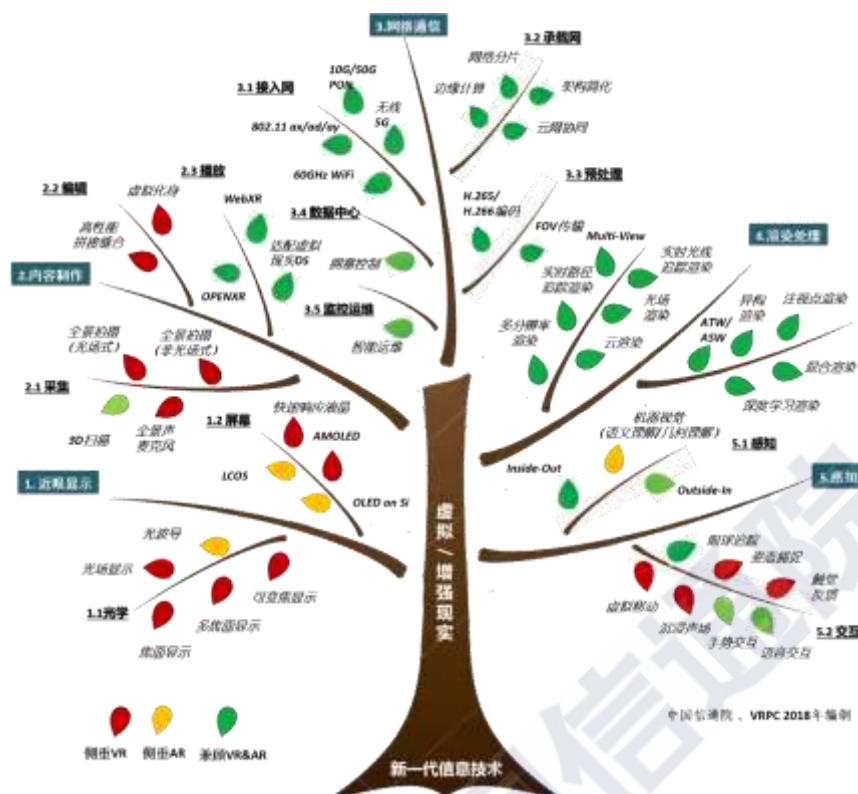 3.网络通信
3.2 承载网
网络分片
架构简化
边缘计算
云网协同
3.1 接入网
10G/50G
PON
无线
5G
802.11 ax/ad/ay
60GHz WiFi
3.3 预处理
H.265/
H.266编码
FOV传输
3.4 数据中心
拥塞控制
3.5 监控运维
智能运维
2.内容制作
2.2 编辑
虚拟化身
高性能
拼接缝合
2.3 播放
WebXR
适配虚拟
现实OS
OPENXR
2.1 采集
全景拍摄
(光场式)
全景拍摄
(非光场式)
3D扫描
全景声
麦克风
4.渲染处理
Multi-View
实时光线
追踪渲染
实时路径
追踪渲染
光场
渲染
多分辨率
渲染
云渲染
ATW/
ASW
异构
渲染
注视点渲染
混合渲染
深度学习渲染
1. 近眼显示
1.2 屏幕
快速响应液晶
AMOLED
LCOS
OLED on Si
1.1光学
光波导
光场显示
可变焦显示
多焦面显示
焦面显示
5.感知
5.1 感知
机器视觉
(语义理解/几何理解)
Inside-Out
Outside-In
5.2 交互
眼球追踪
虚拟移动
沉浸声场
手势交互
语音交互
触觉
反馈
虚拟/增强现实
新一代信息技术
侧重VR
侧重AR
兼顾VR&AR
中国信通院、VRPC 2018年编制